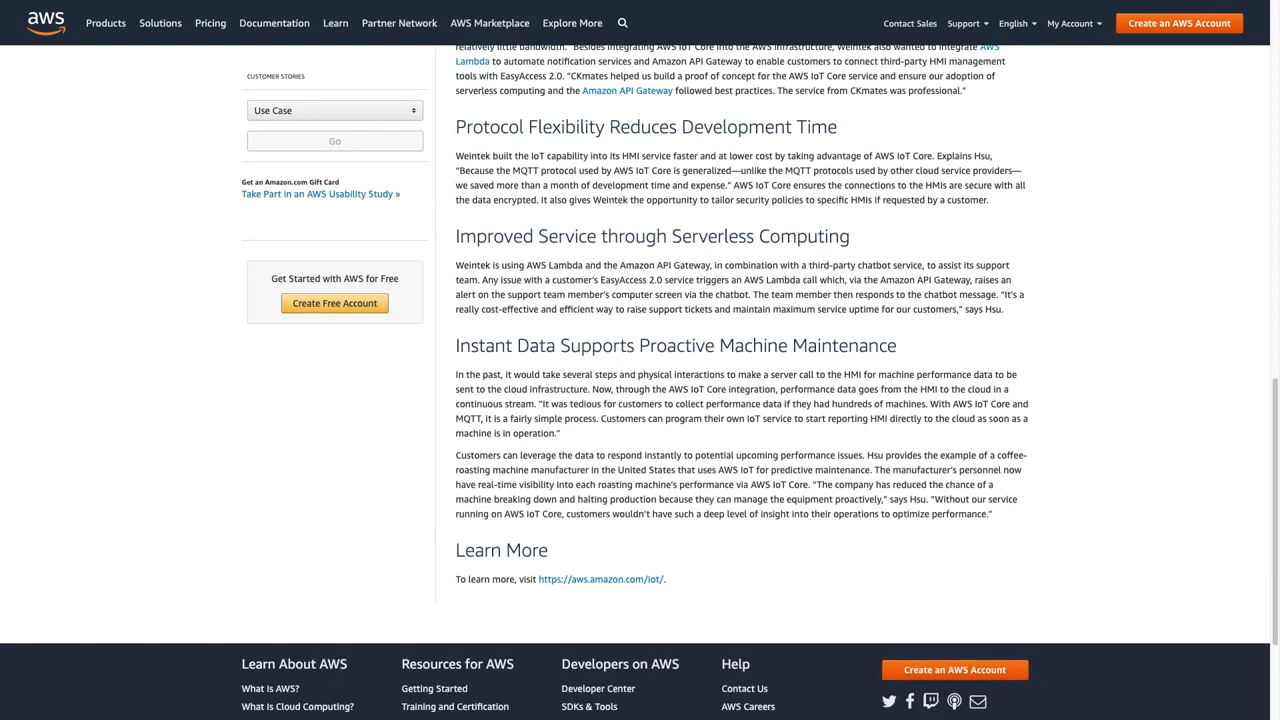 aws
Products
Solutions
Pricing
Documentation
Learn
Partner Network
AWS Marketplace
Explore More
Contact Sales
Support
English
My Account
Create an AWS Account
CUSTOMER STORIES
Use Case
Go
Get an Amazon.com Gift Card
Take Part in an AWS Usability Study »
Get Started with AWS for Free
Create Free Account
relatively little bandwidth." Besides integrating AWS IoT Core into the AWS infrastructure, Weintek also wanted to integrate AWS
Lambda to automate notification services and Amazon API Gateway to enable customers to connect third-party HMI management
tools with EasyAccess 2.0. “CKmates helped us build a proof of concept for the AWS IoT Core service and ensure our adoption of
serverless computing and the Amazon API Gateway followed best practices. The service from CKmates was professional.”
Protocol Flexibility Reduces Development Time
Weintek built the IoT capability into its HMI service faster and at lower cost by taking advantage of AWS IoT Core. Explains Hsu,
“Because the MQTT protocol used by AWS IoT Core is generalized—unlike the MQTT protocols used by other cloud service providers—
we saved more than a month of development time and expense.” AWS IoT Core ensures the connections to the HMIs are secure with all
the data encrypted. It also gives Weintek the opportunity to tailor security policies to specific HMIs if requested by a customer.
Improved Service through Serverless Computing
Weintek is using AWS Lambda and the Amazon API Gateway, in combination with a third-party chatbot service, to assist its support
team. Any issue with a customer’s EasyAccess 2.0 service triggers an AWS Lambda call which, via the Amazon API Gateway, raises an
alert on the support team member’s computer screen via the chatbot. The team member then responds to the chatbot message. “It’s a
really cost-effective and efficient way to raise support tickets and maintain maximum service uptime for our customers,” says Hsu.
Instant Data Supports Proactive Machine Maintenance
In the past, it would take several steps and physical interactions to make a server call to the HMI for machine performance data to be
sent to the cloud infrastructure. Now, through the AWS IoT Core integration, performance data goes from the HMI to the cloud in a
continuous stream. “It was tedious for customers to collect performance data if they had hundreds of machines. With AWS IoT Core and
MQTT, it is a fairly simple process. Customers can program their own IoT service to start reporting HMI directly to the cloud as soon as a
machine is in operation.”
Customers can leverage the data to respond instantly to potential upcoming performance issues. Hsu provides the example of a coffee-
roasting machine manufacturer in the United States that uses AWS IoT for predictive maintenance. The manufacturer’s personnel now
have real-time visibility into each roasting machine’s performance via AWS IoT Core. “The company has reduced the chance of a
machine breaking down and halting production because they can manage the equipment proactively,” says Hsu. “Without our service
running on AWS IoT Core, customers wouldn’t have such a deep level of insight into their operations to optimize performance.”
Learn More
To learn more, visit https://aws.amazon.com/iot/.
Learn About AWS
What Is AWS?
What Is Cloud Computing?
Resources for AWS
Getting Started
Training and Certification
Developers on AWS
Developer Center
SDKs & Tools
Help
Contact Us
AWS Careers
Create an AWS Account